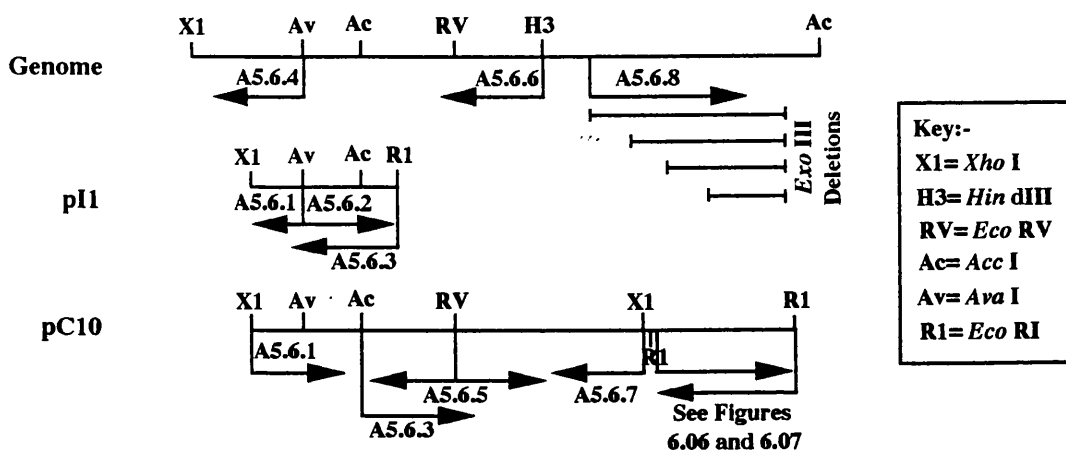 X1 Av Ac RV H3 Ac
Genome
A5.6.4 A5.6.6 A5.6.8
Exo III
Deletions
X1 Av Ac R1
pI1
A5.6.1 A5.6.2
A5.6.3
X1 Av Ac RV X1 R1
pC10
R1
A5.6.1
A5.6.5 A5.6.7
A5.6.3
See Figures
6.06 and 6.07
Key:-
X1= Xho I
H3= Hin dIII
RV= Eco RV
Ac= Acc I
Av= Ava I
R1= Eco RI